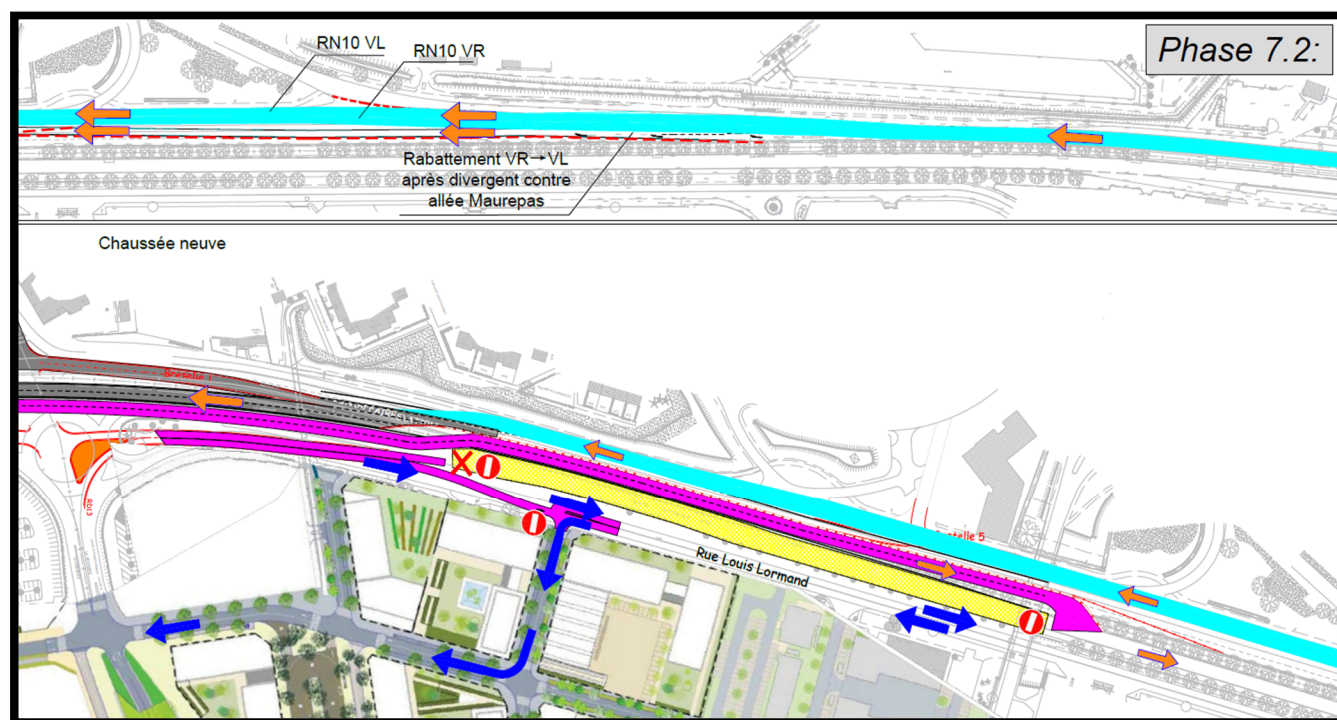 Phase 7.2:
RN10 VL
RN10 VR
Rabattement VR→VL
après divergent contre
allée Maurepas
Chaussée neuve
Rue Louis Lormand
RD13